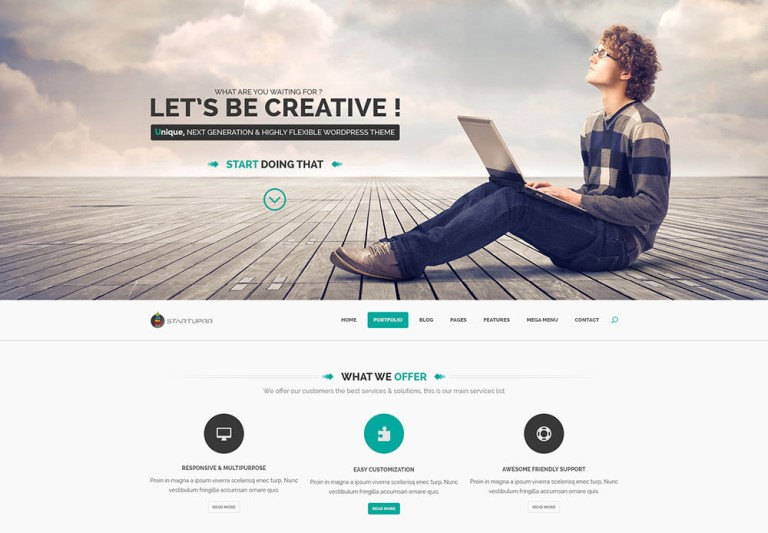 WHAT ARE YOU WAITING FOR ?
LET'S BE CREATIVE !
Unique, NEXT GENERATION & HIGHLY FLEXIBLE WORDPRESS THEME
START DOING THAT
STARTUPRR
HOME PORTFOLIO BLOG PAGES FEATURES MEGA MENU CONTACT
WHAT WE OFFER
We offer our customers the best services & solutions, this is our main services list
RESPONSIVE & MULTIPURPOSE
Proin in magna a ipsum viverra scelerisq enec turp, Nunc
vestibulum fringilla accumsan ornare quis.
READ MORE
EASY CUSTOMIZATION
Proin in magna a ipsum viverra scelerisq enec turp, Nunc
vestibulum fringilla accumsan ornare quis.
READ MORE
AWESOME FRIENDLY SUPPORT
Proin in magna a ipsum viverra scelerisq enec turp, Nunc
vestibulum fringilla accumsan ornare quis.
READ MORE